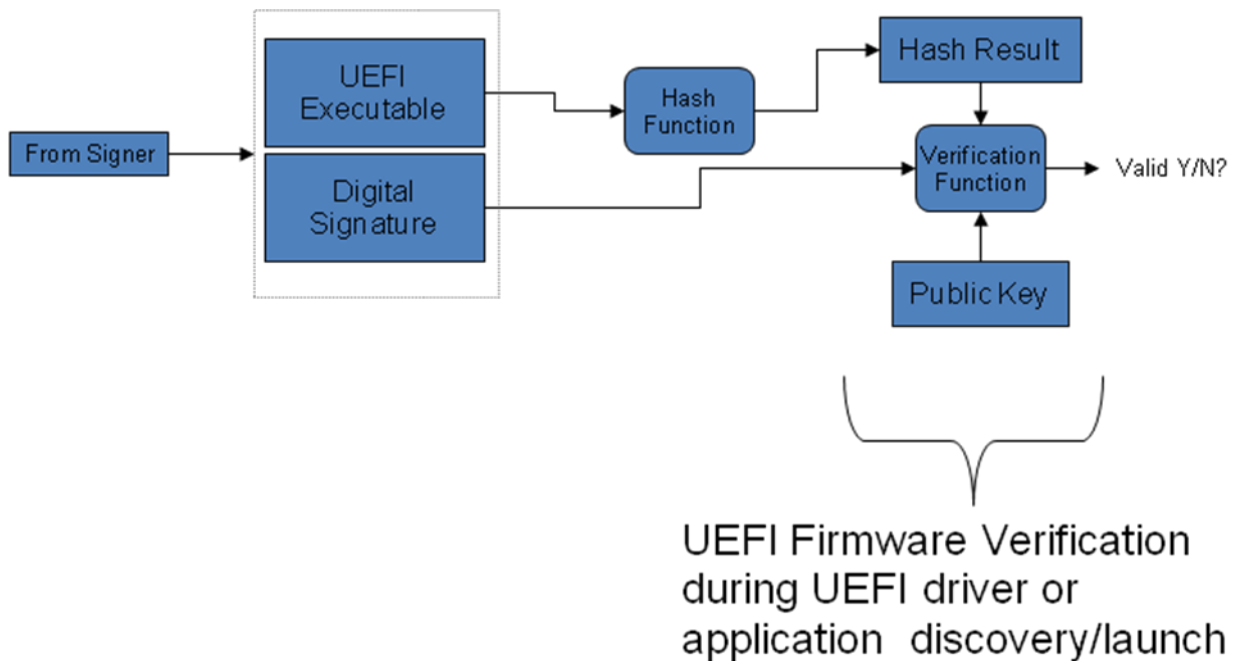 From Signer
UEFI
Executable
Digital
Signature
Hash
Function
Hash Result
Verification
Function
Valid Y/N?
Public Key
UEFI Firmware Verification
during UEFI driver or
application discovery/launch